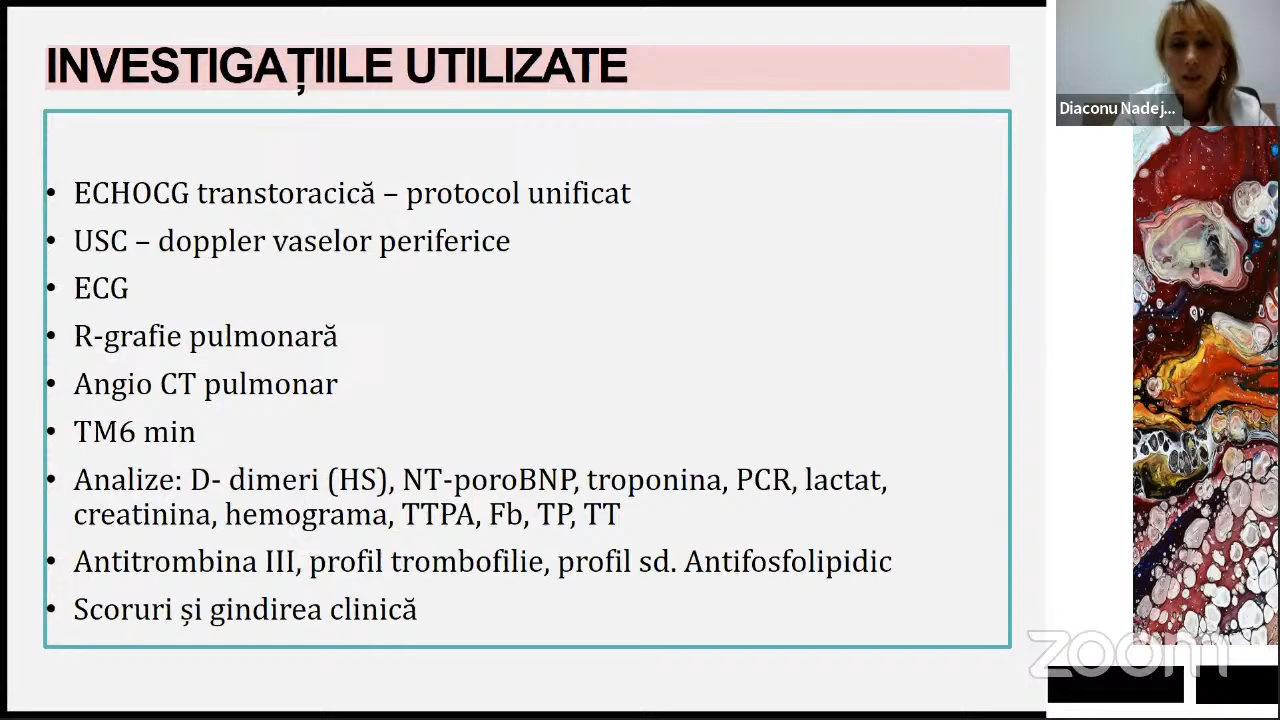 INVESTIGAȚIILE UTILIZATE
• ECHOCG transtoracică – protocol unificat
• USC – doppler vaselor periferice
• ECG
• R-grafie pulmonară
• Angio CT pulmonar
• TM6 min
• Analize: D- dimeri (HS), NT-poroBNP, troponina, PCR, lactat,
creatinina, hemograma, TTPA, Fb, TP, TT
• Antitrombina III, profil trombofilie, profil sd. Antifosfolipidic
• Scoruri și gindirea clinică
Diaconu Nadej...
zoom